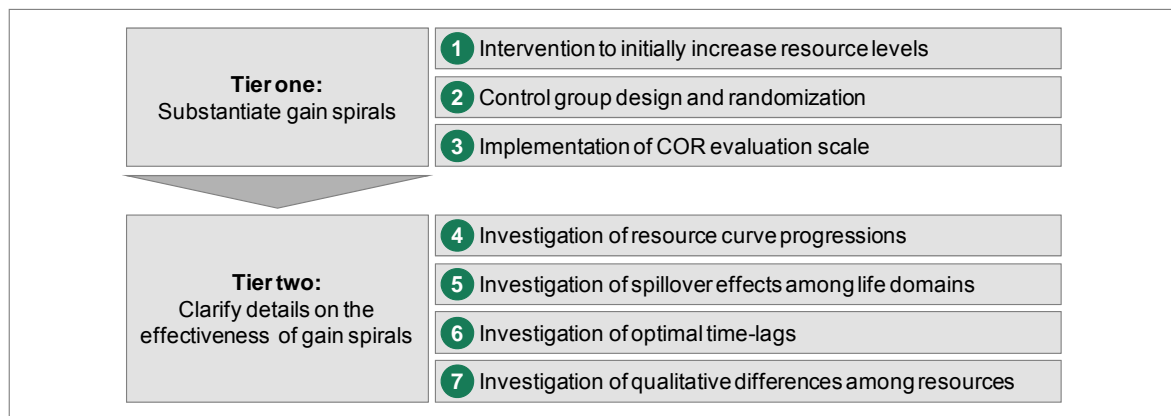 Tier one:
Substantiate gain spirals
1 Intervention to initially increase resource levels
2 Control group design and randomization
3 Implementation of COR evaluation scale
Tier two:
Clarify details on the
effectiveness of gain spirals
4 Investigation of resource curve progressions
5 Investigation of spillover effects among life domains
6 Investigation of optimal time-lags
7 Investigation of qualitative differences among resources